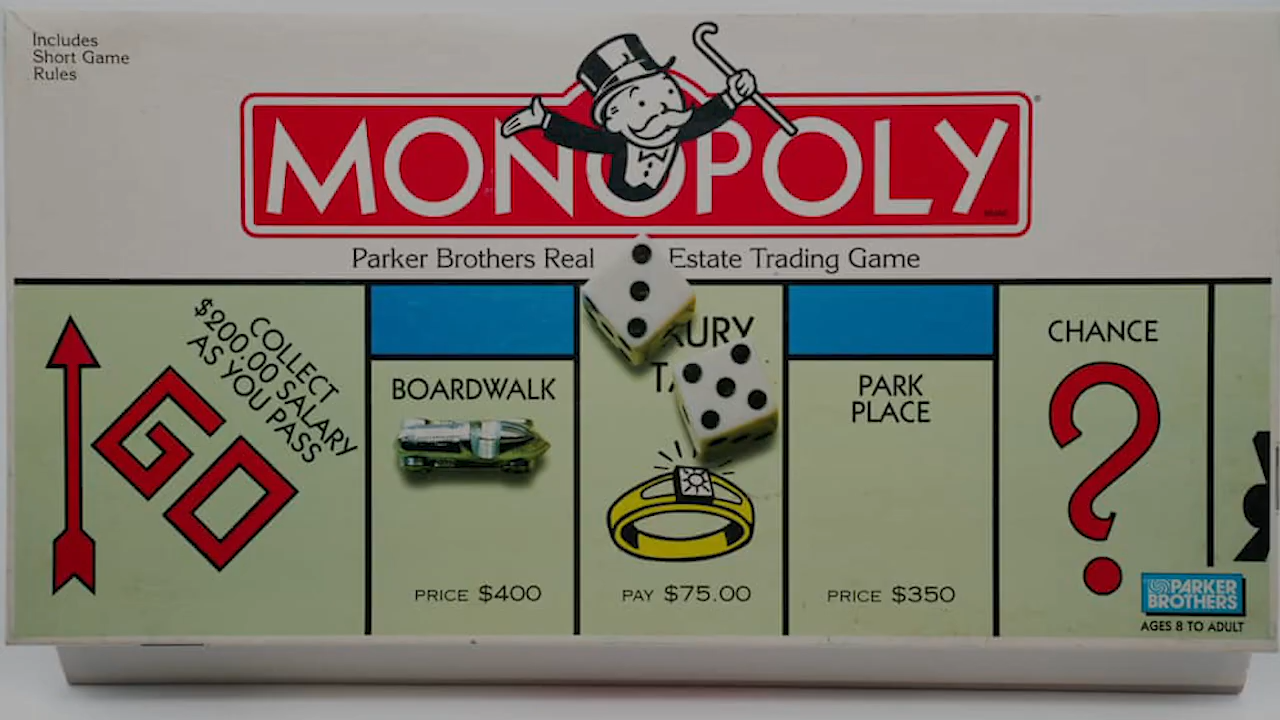 Includes
Short Game
Rules
MONOPOLY
Parker Brothers Real Estate Trading Game
COLLECT
$200.00 SALARY
AS YOU PASS
GO
BOARDWALK
PRICE $400
PAY $75.00
PARK
PLACE
PRICE $350
CHANCE
?
PARKER
BROTHERS
AGES 8 TO ADULT